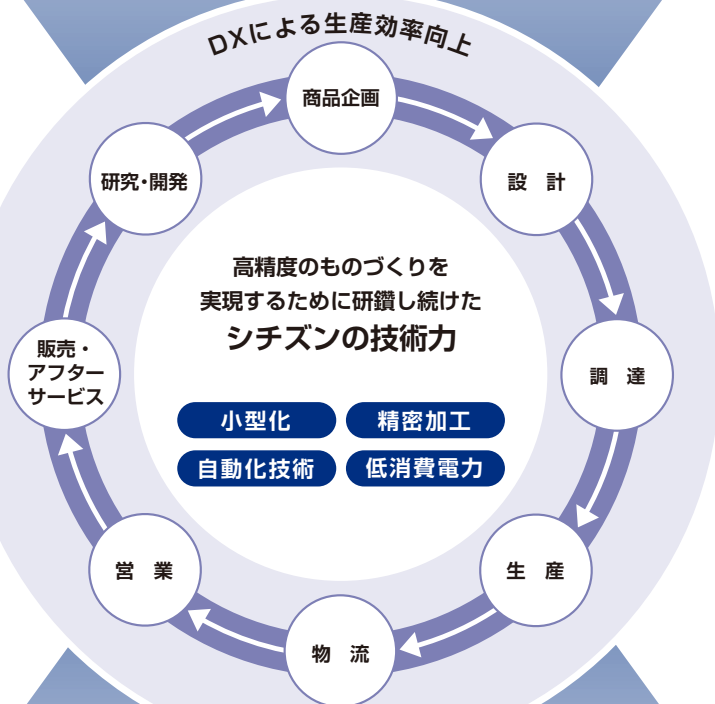 DXによる生産効率向上
商品企画
研究・開発
設　計
高精度のものづくりを
実現するために研鑽し続けた
シチズンの技術力
販売・
アフター
サービス
調　達
小型化
精密加工
自動化技術
低消費電力
営　業
生　産
物　流